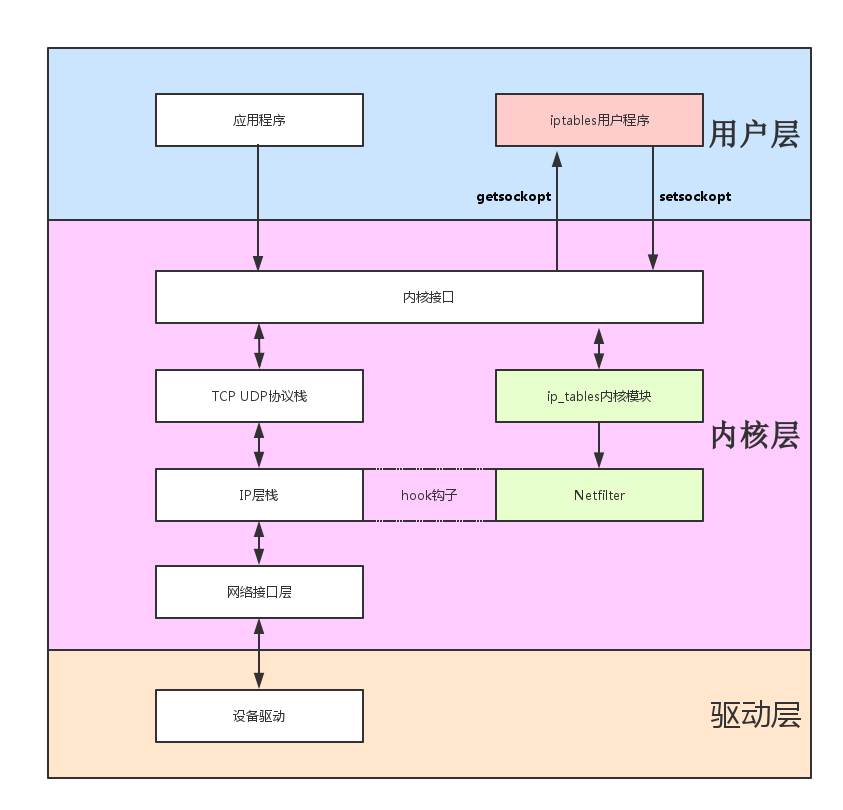 应用程序
iptables用户程序
用户层
getsockopt
setsockopt
内核接口
TCP UDP协议栈
ip_tables内核模块
内核层
IP层栈
hook钩子
Netfilter
网络接口层
设备驱动
驱动层